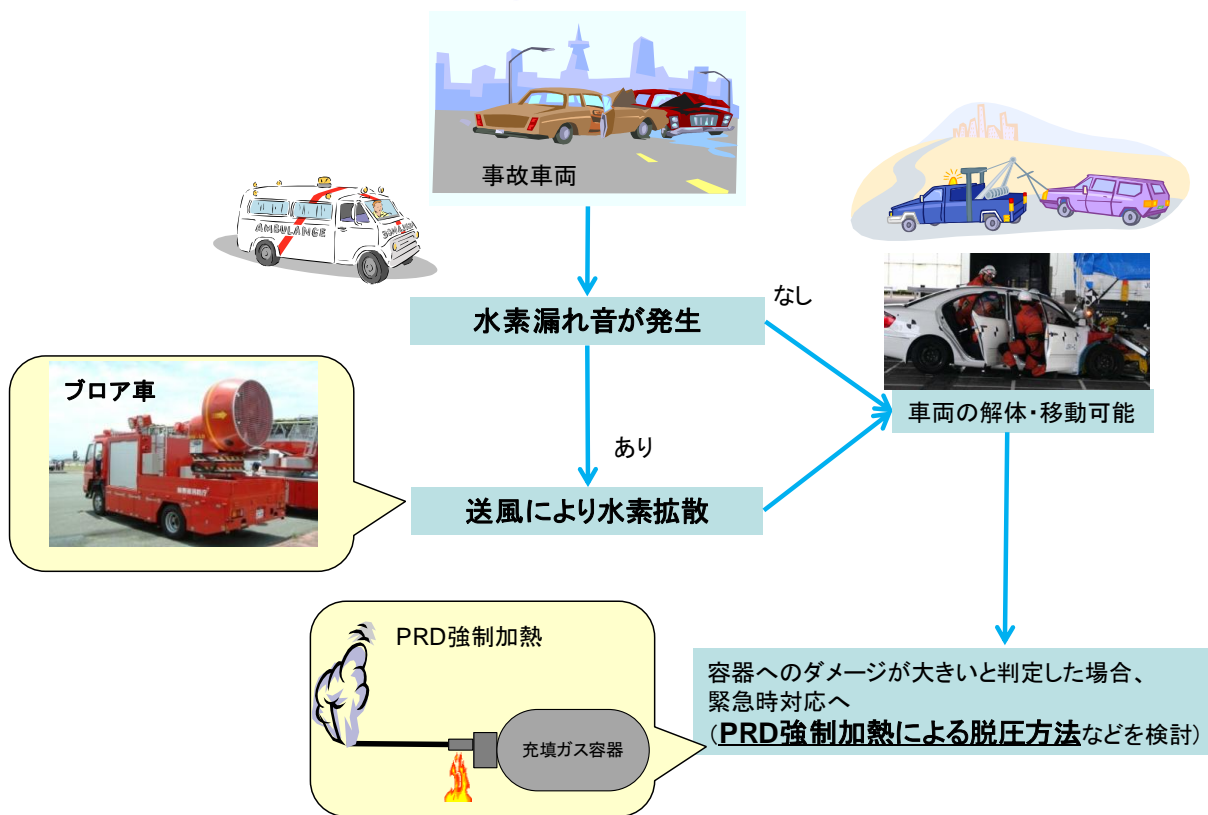 事故車両
AMBULANCE
水素漏れ音が発生
なし
ブロア車
車両の解体・移動可能
あり
送風により水素拡散
PRD強制加熱
充填ガス容器
容器へのダメージが大きいと判定した場合、
緊急時対応へ
（PRD強制加熱による脱圧方法などを検討）